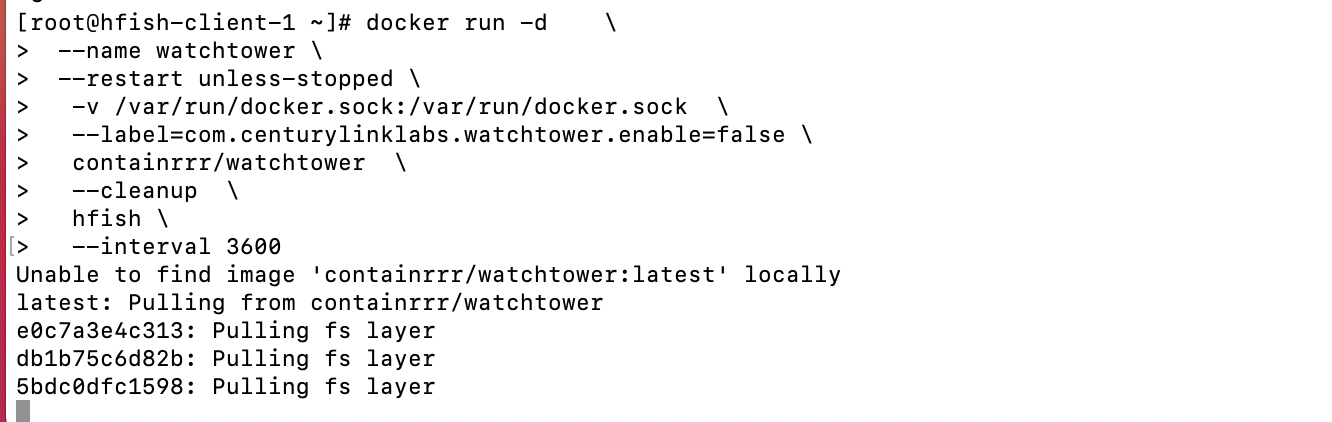 [root@hfish-client-1 ~]# docker run -d    \
>  --name watchtower \
>  --restart unless-stopped \
>   -v /var/run/docker.sock:/var/run/docker.sock  \
>   --label=com.centurylinklabs.watchtower.enable=false \
>   containrrr/watchtower  \
>   --cleanup  \
>   hfish \
[>   --interval 3600
Unable to find image 'containrrr/watchtower:latest' locally
latest: Pulling from containrrr/watchtower
e0c7a3e4c313: Pulling fs layer
db1b75c6d82b: Pulling fs layer
5bdc0dfc1598: Pulling fs layer